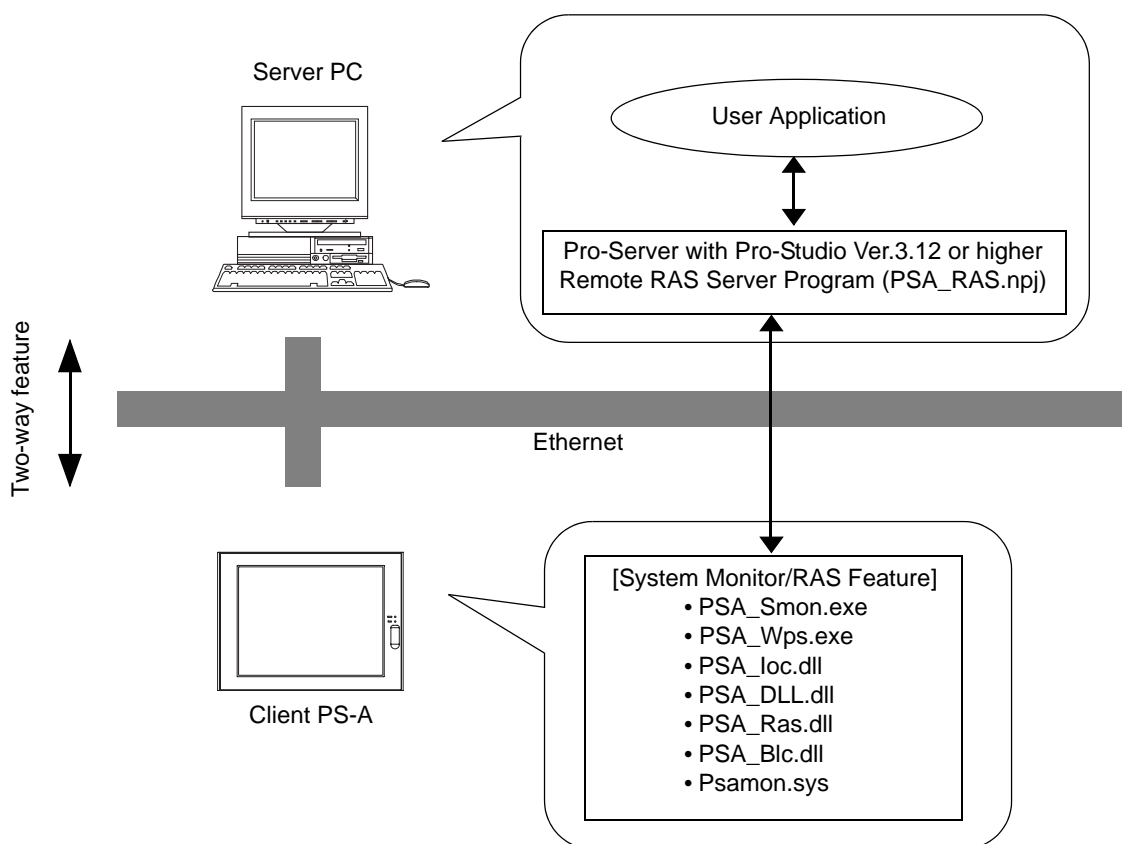 Server PC
User Application
Pro-Server with Pro-Studio Ver.3.12 or higher
Remote RAS Server Program (PSA_RAS.npj)
Two-way feature
Ethernet
[System Monitor/RAS Feature]
• PSA_Smon.exe
• PSA_Wps.exe
• PSA_Ioc.dll
• PSA_DLL.dll
• PSA_Ras.dll
• PSA_Blc.dll
• Psamon.sys
Client PS-A